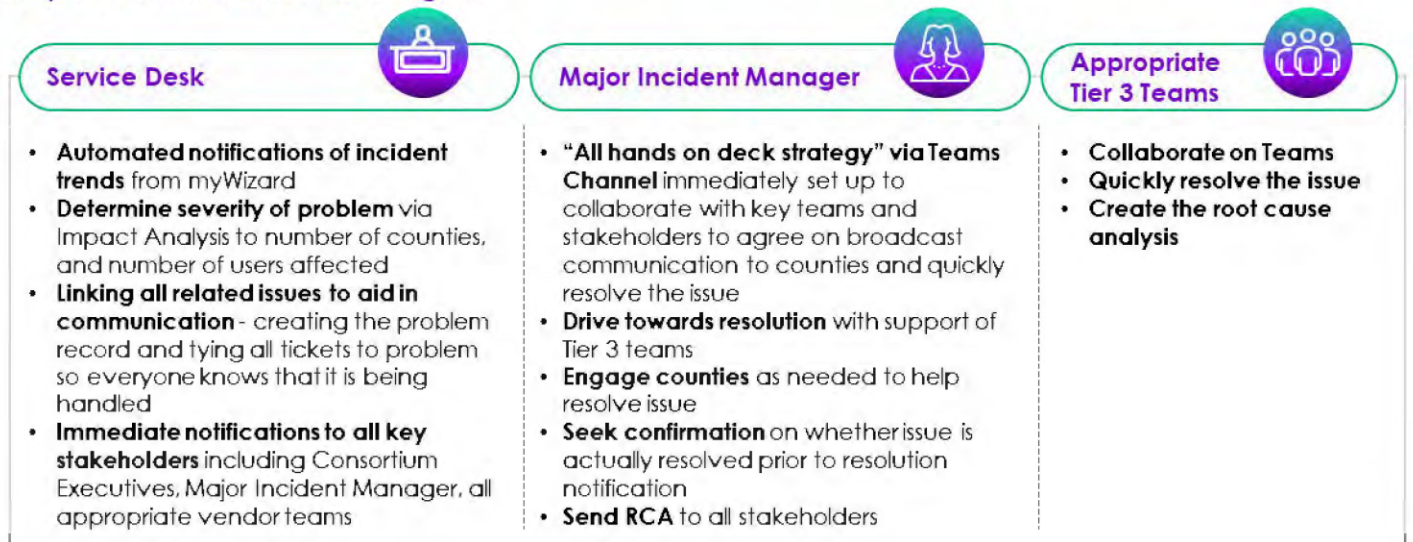 Service Desk
• Automated notifications of incident
trends from myWizard
• Determine severity of problem via
Impact Analysis to number of counties,
and number of users affected
• Linking all related issues to aid in
communication - creating the problem
record and tying all tickets to problem
so everyone knows that it is being
handled
• Immediate notifications to all key
stakeholders including Consortium
Executives, Major Incident Manager, all
appropriate vendor teams
Major Incident Manager
• “All hands on deck strategy” via Teams
Channel immediately set up to
collaborate with key teams and
stakeholders to agree on broadcast
communication to counties and quickly
resolve the issue
• Drive towards resolution with support of
Tier 3 teams
• Engage counties as needed to help
resolve issue
• Seek confirmation on whether issue is
actually resolved prior to resolution
notification
• Send RCA to all stakeholders
Appropriate
Tier 3 Teams
• Collaborate on Teams
• Quickly resolve the issue
• Create the root cause
analysis